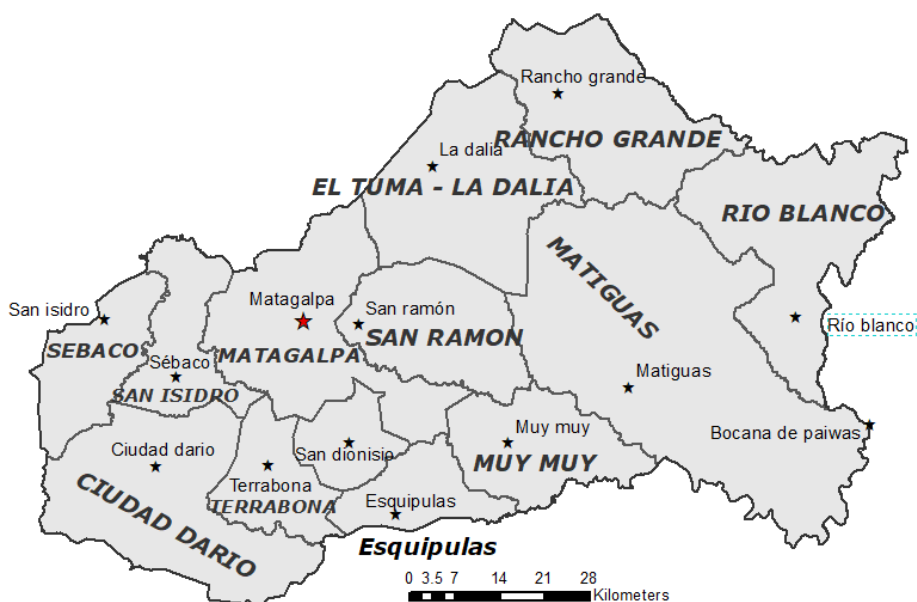 Rancho grande
RANCHO GRANDE
La dalia
EL TUMA - LA DALIA
RIO BLANCO
MATIGUAS
Matagalpa
San isidro
San ramón
Río blanco
SAN RAMON
SEBACO
MATAGALPA
Sébaco
Matiguas
SAN ISIDRO
Muy muy
Bocana de paiwas
Ciudad dario
San dionisio
MUY MUY
Terrabona
TERRABONA
Esquipulas
CIUDAD DARIO
Esquipulas
0 3.5 7 14 21 28
Kilometers